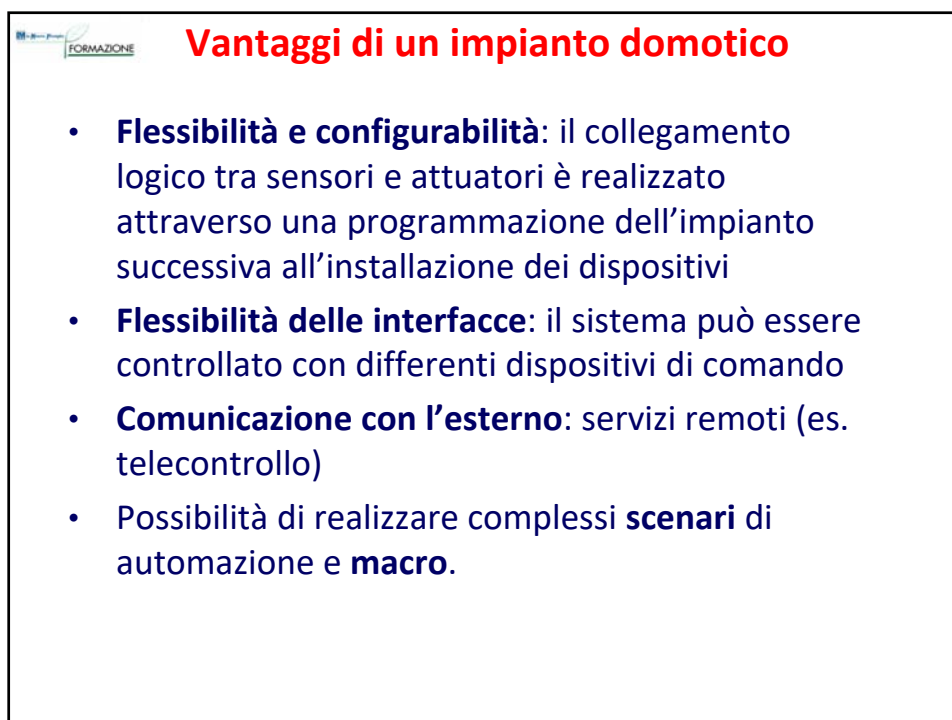 FORMAZIONE
Vantaggi di un impianto domotico
• Flessibilità e configurabilità: il collegamento
logico tra sensori e attuatori è realizzato
attraverso una programmazione dell’impianto
successiva all’installazione dei dispositivi
• Flessibilità delle interfacce: il sistema può essere
controllato con differenti dispositivi di comando
• Comunicazione con l’esterno: servizi remoti (es.
telecontrollo)
• Possibilità di realizzare complessi scenari di
automazione e macro.